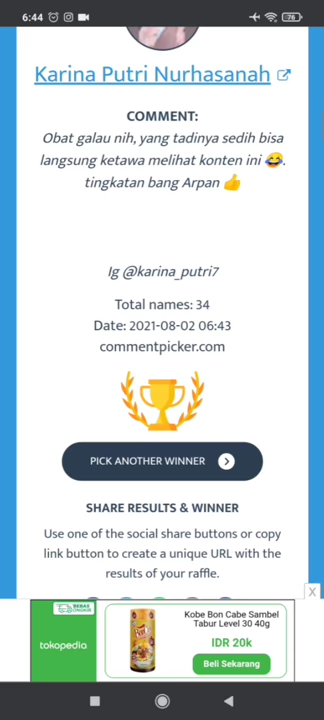 6:44
76
Karina Putri Nurhasanah
COMMENT:
Obat galau nih, yang tadinya sedih bisa
langsung ketawa melihat konten ini 😂.
tingkatan bang Arpan 👍
Ig @karina_putri7
Total names: 34
Date: 2021-08-02 06:43
commentpicker.com
PICK ANOTHER WINNER
SHARE RESULTS & WINNER
Use one of the social share buttons or copy
link button to create a unique URL with the
results of your raffle.
X
BEBAS
ONGKIR
tokopedia
Kobe Bon Cabe Sambel
Tabur Level 30 40g
IDR 20k
Beli Sekarang